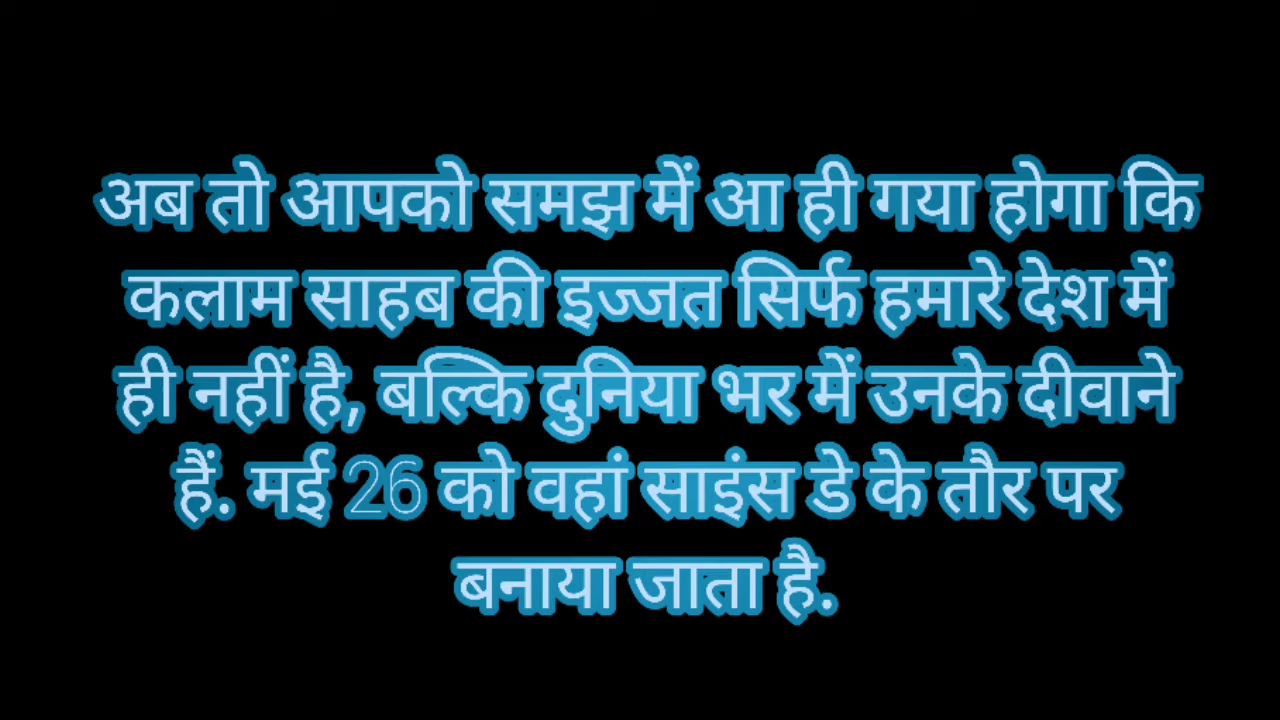 अब तो आपको समझ में आ ही गया होगा कि
कलाम साहब की इज्जत सिर्फ हमारे देश में
ही नहीं है, बल्कि दुनिया भर में उनके दीवाने
हैं. मई 26 को वहां साइंस डे के तौर पर
बनाया जाता है.